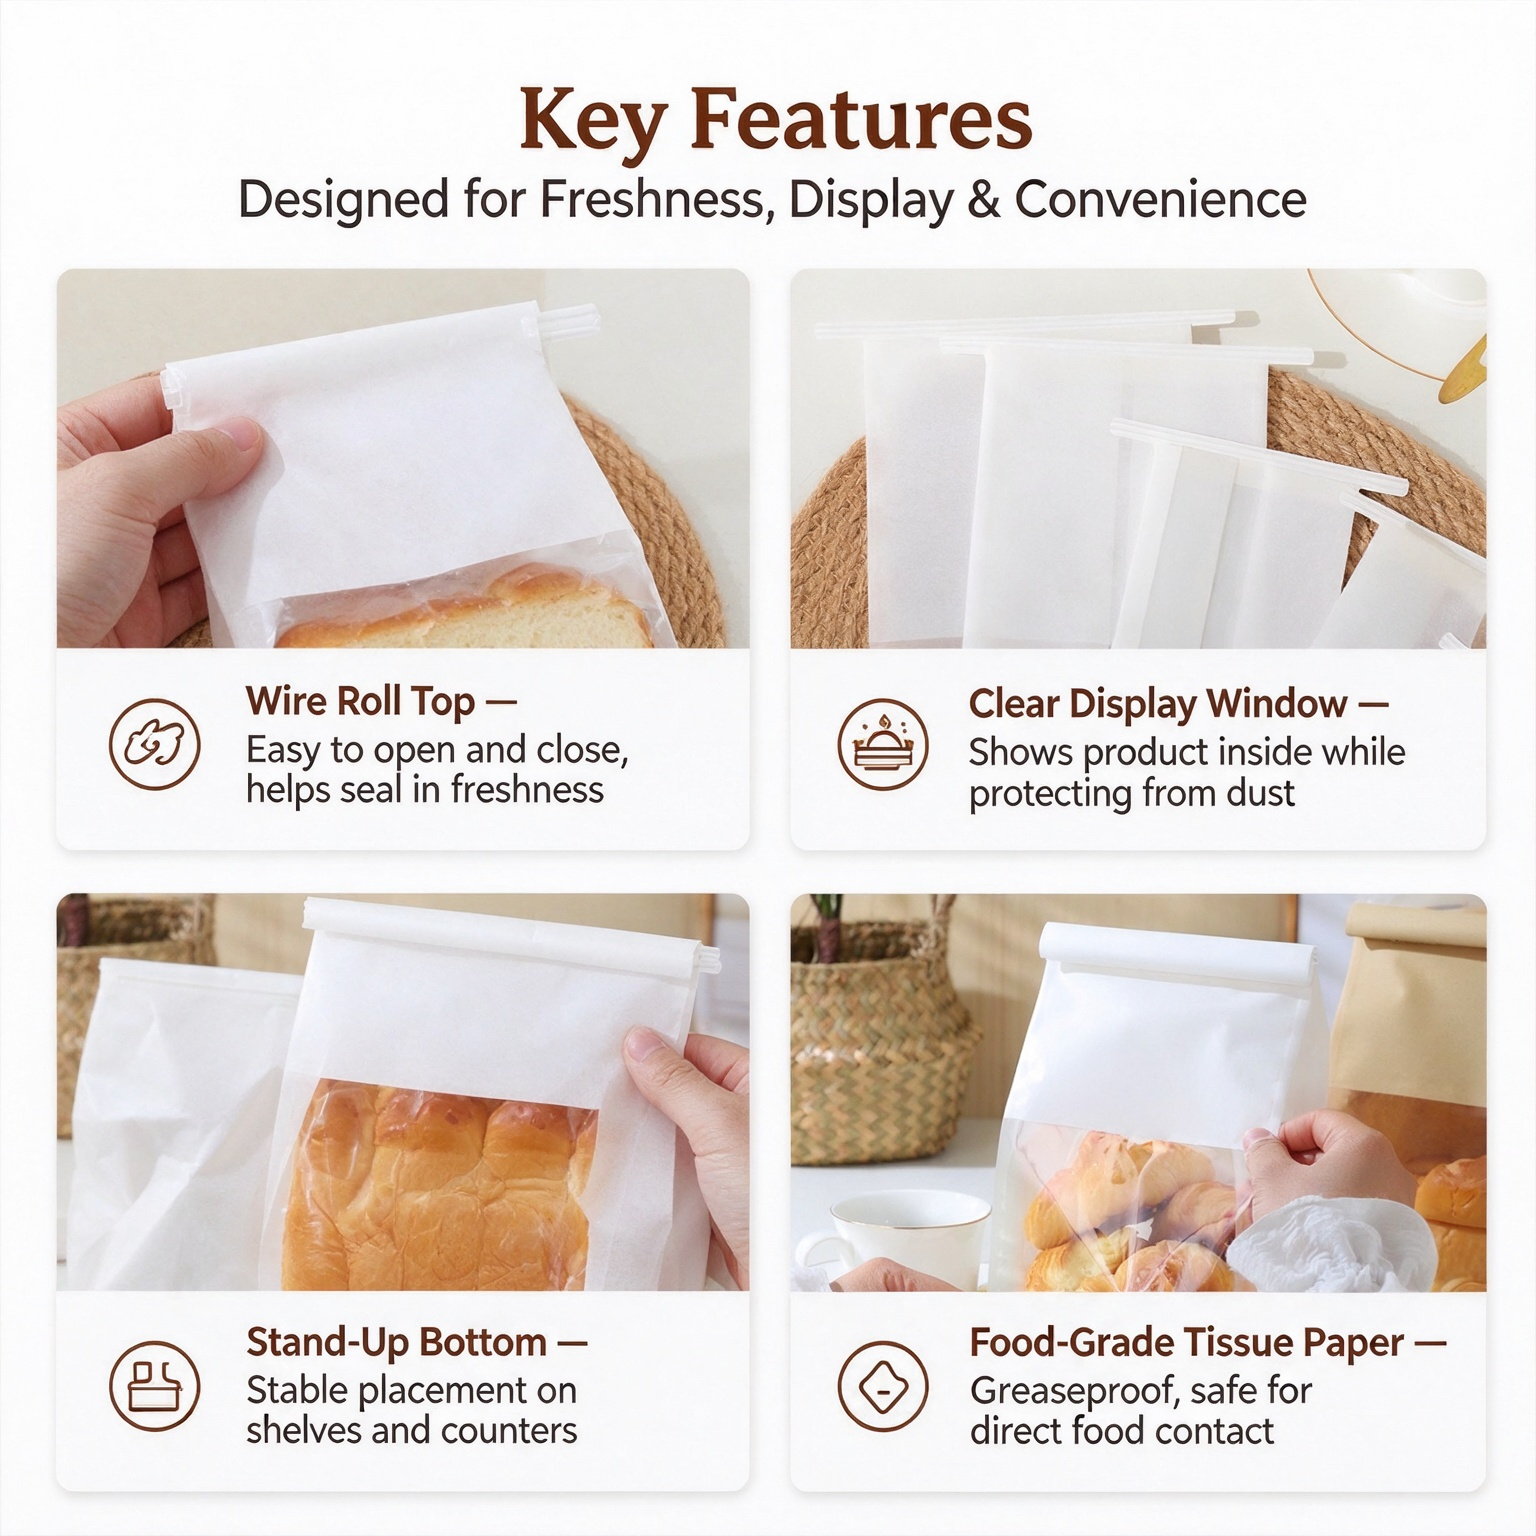 Key Features
Designed for Freshness, Display & Convenience
Wire Roll Top —
Easy to open and close,
helps seal in freshness
Clear Display Window —
Shows product inside while
protecting from dust
Stand-Up Bottom —
Stable placement on
shelves and counters
Food-Grade Tissue Paper —
Greaseproof, safe for
direct food contact